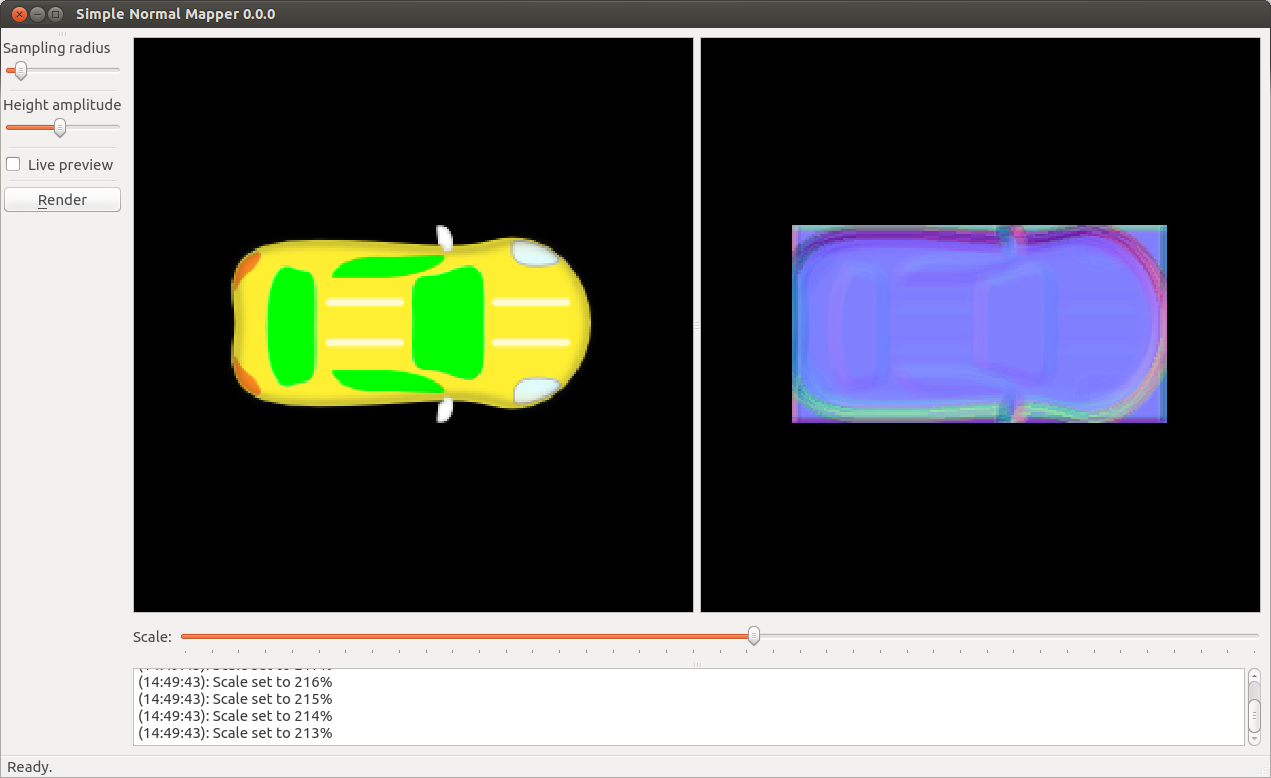 Simple Normal Mapper 0.0.0
Sampling radius
Height amplitude
Live preview
Render
Scale:
(14:49:43): Scale set to 216%
(14:49:43): Scale set to 215%
(14:49:43): Scale set to 214%
(14:49:43): Scale set to 213%
Ready.